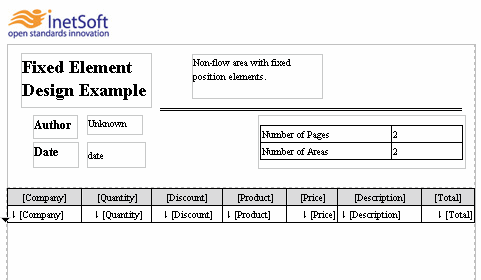 inetSoft
open standards innovation
Fixed Element
Design Example
Non-flow area with fixed
position elements.
Author Unknown
Date date
Number of Pages 2
Number of Areas 2
[Company] [Quantity] [Discount] [Product] [Price] [Description] [Total]
[Company] [Quantity] [Discount] [Product] [Price] [Description] [Total]